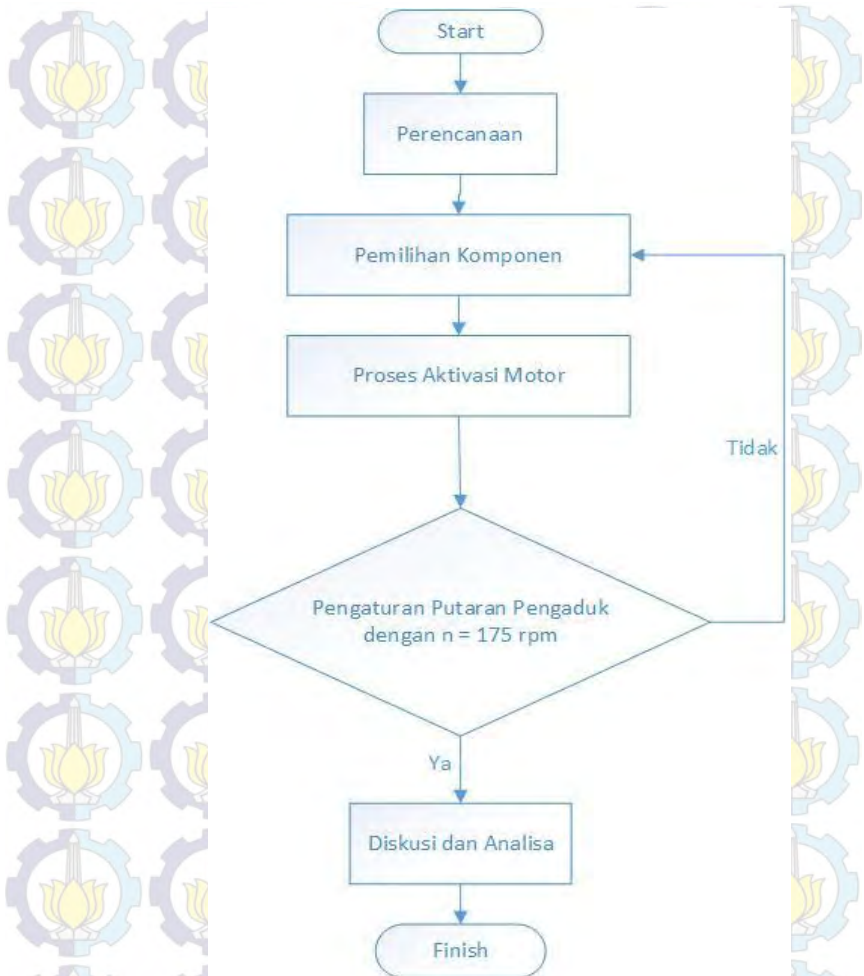 Start
Perencanaan
Pemilihan Komponen
Proses Aktivasi Motor
Tidak
Pengaturan Putaran Pengaduk
dengan n = 175 rpm
Ya
Diskusi dan Analisa
Finish